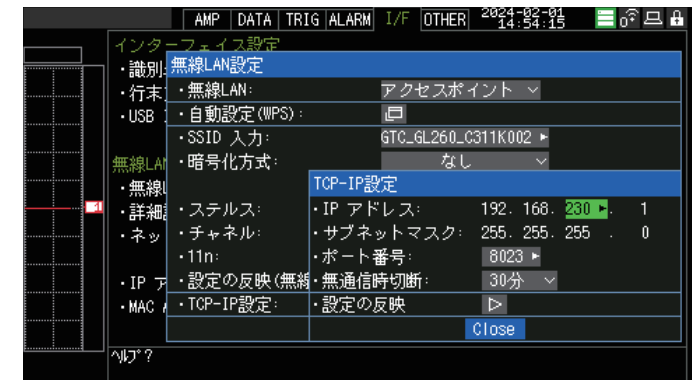 AMP DATA TRIG ALARM I/F OTHER 2024-02-01 14:54:15
インターフェイス設定
・識別
無線LAN設定
・行末
・無線LAN: アクセスポイント
・USB
・自動設定(WPS):
・SSID 入力: GTC_GL260_C311K002
無線LA
・暗号化方式: なし
・無線
TCP-IP設定
1
・詳細
・ステルス:
・IP アドレス: 192. 168. 230 . 1
・ネッ
・チャネル:
・サブネットマスク: 255. 255. 255 . 0
・11n:
・ポート番号: 8023
・IP ア
・設定の反映(無線
・無通信時切断: 30分
・MAC
・TCP-IP設定:
・設定の反映
Close
ヘルプ?